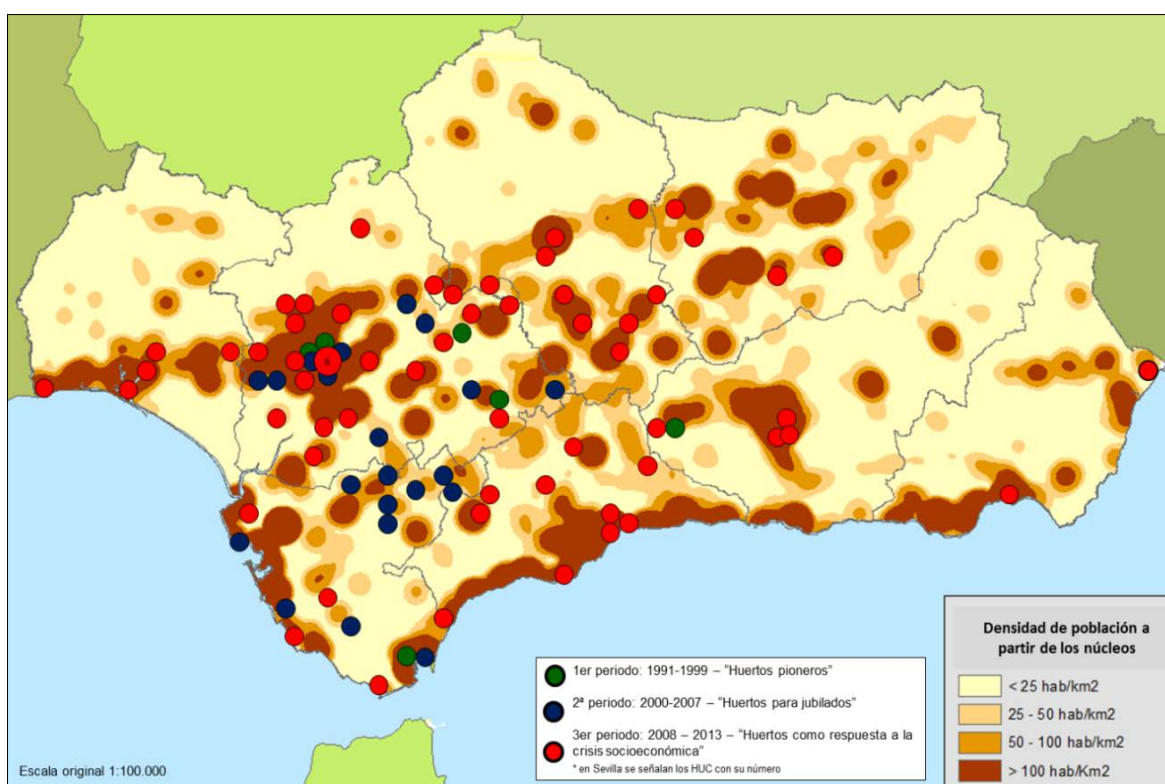 1er periodo: 1991-1999 – "Huertos pioneros"
2ª periodo: 2000-2007 – "Huertos para jubilados"
3er periodo: 2008 – 2013 – "Huertos como respuesta a la
crisis socioeconómica"
* en Sevilla se señalan los HUC con su número
Densidad de población a
partir de los núcleos
< 25 hab/km2
25 - 50 hab/km2
50 - 100 hab/km2
> 100 hab/Km2
Escala original 1:100.000